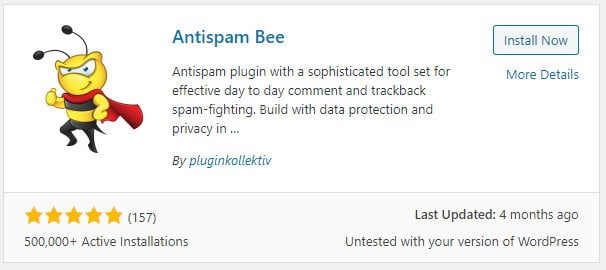 Antispam Bee
Install Now
More Details
Antispam plugin with a sophisticated tool set for
effective day to day comment and trackback
spam-fighting. Build with data protection and
privacy in ...
By pluginkollektiv
(157)
Last Updated: 4 months ago
500,000+ Active Installations
Untested with your version of WordPress